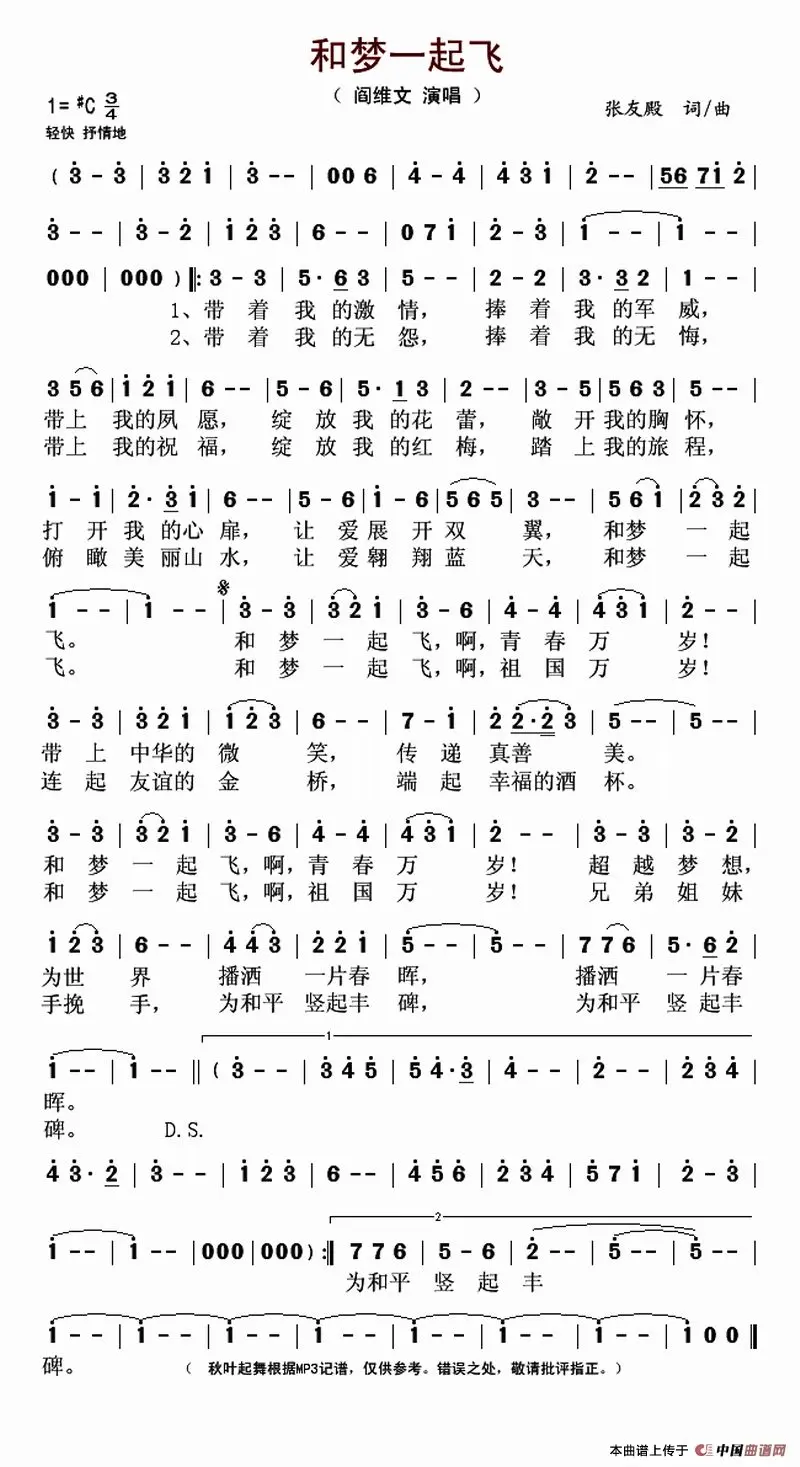 和梦一起飞
（ 阎维文 演唱 ）
1= #C 3/4
张友殿 词/曲
轻快 抒情地
( 3 - 3 | 3 2 1 | 3 - - | 0 0 6 | 4 - 4 | 4 3 1 | 2 - - | 56 71 2 |
3 - - | 3 - 2 | 1 2 3 | 6 - - | 0 7 1 | 2 - 3 | 1 - - | 1 - - |
000 | 000 ) ‖: 3 - 3 | 5· 6 3 | 5 - - | 2 - 2 | 3· 3 2 | 1 - - |
1、带 着 我 的激 情， 捧 着 我 的军 威，
2、带 着 我 的无 怨， 捧 着 我 的无 悔，
3 5 6 | 1 2 1 | 6 - - | 5 - 6 | 5· 1 3 | 2 - - | 3 - 5 | 5 6 3 | 5 - - |
带上 我的夙 愿， 绽 放 我 的花 蕾， 敞 开 我的胸 怀，
带上 我的祝 福， 绽 放 我 的红 梅， 踏 上 我的旅 程，
1 - 1 | 2· 3 1 | 6 - - | 5 - 6 | 1 - 6 | 5 6 5 | 3 - - | 5 6 1 | 2 3 2 |
打 开 我 的心 扉， 让 爱 展 开 双 翼， 和梦 一 起
俯 瞰 美 丽山 水， 让 爱 翱 翔 蓝 天， 和梦 一 起
1 - - | 1 - - | 3 - 3 | 3 2 1 | 3 - 6 | 4 - 4 | 4 3 1 | 2 - - |
飞。 和 梦 一 起 飞，啊，青 春 万 岁！
飞。 和 梦 一 起 飞，啊，祖 国 万 岁！
3 - 3 | 3 2 1 | 1 2 3 | 6 - - | 7 - 1 | 2 2·2 3 | 5 - - | 5 - - |
带 上 中华的 微 笑， 传 递 真善 美。
连 起 友谊的 金 桥， 端 起 幸福的酒 杯。
3 - 3 | 3 2 1 | 3 - 6 | 4 - 4 | 4 3 1 | 2 - - | 3 - 3 | 3 - 2 |
和 梦 一 起 飞，啊，青 春 万 岁！ 超 越 梦 想，
和 梦 一 起 飞，啊，祖 国 万 岁！ 兄 弟 姐 妹
1 2 3 | 6 - - | 4 4 3 | 2 2 1 | 5 - - | 5 - - | 7 7 6 | 5· 6 2 |
为世 界 播洒 一片春 晖， 播洒 一 片春
手挽 手， 为和平 竖起丰 碑， 为和平 竖 起丰
1
1 - - | 1 - - ‖ ( 3 - - | 3 4 5 | 5 4·3 | 4 - - | 2 - - | 2 3 4 |
晖。
碑。 D.S.
4 3· 2 | 3 - - | 1 2 3 | 6 - - | 4 5 6 | 2 3 4 | 5 7 1 | 2 - 3 |
2
1 - - | 1 - - | 000 | 000 ) :‖ 7 7 6 | 5 - 6 | 2 - - | 5 - - | 5 - - |
为和平 竖 起 丰
1 - - | 1 - - | 1 - - | 1 - - | 1 - - | 1 - - | 1 - - | 1 0 0 ‖
碑。 （ 秋叶起舞根据MP3记谱，仅供参考。错误之处，敬请批评指正。）
本曲谱上传于 中国曲谱网